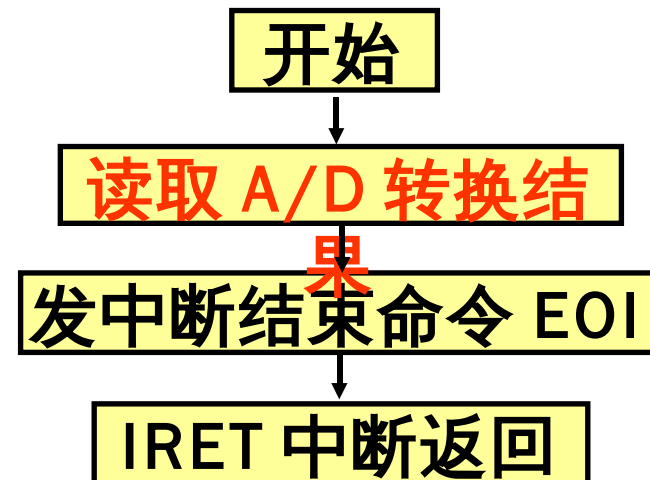 开始
读取 A/D 转换结
果
发中断结束命令 EOI
IRET 中断返回